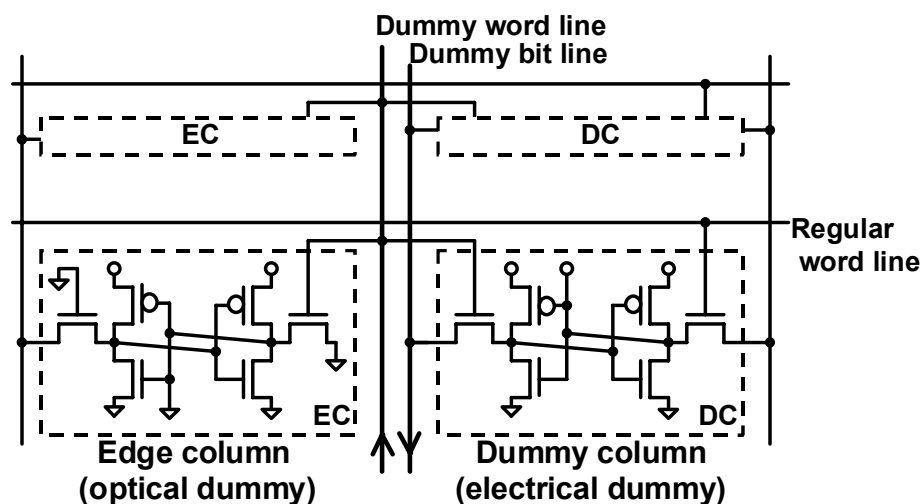 Dummy word line
Dummy bit line
EC
DC
Regular
word line
EC
DC
Edge column
(optical dummy)
Dummy column
(electrical dummy)